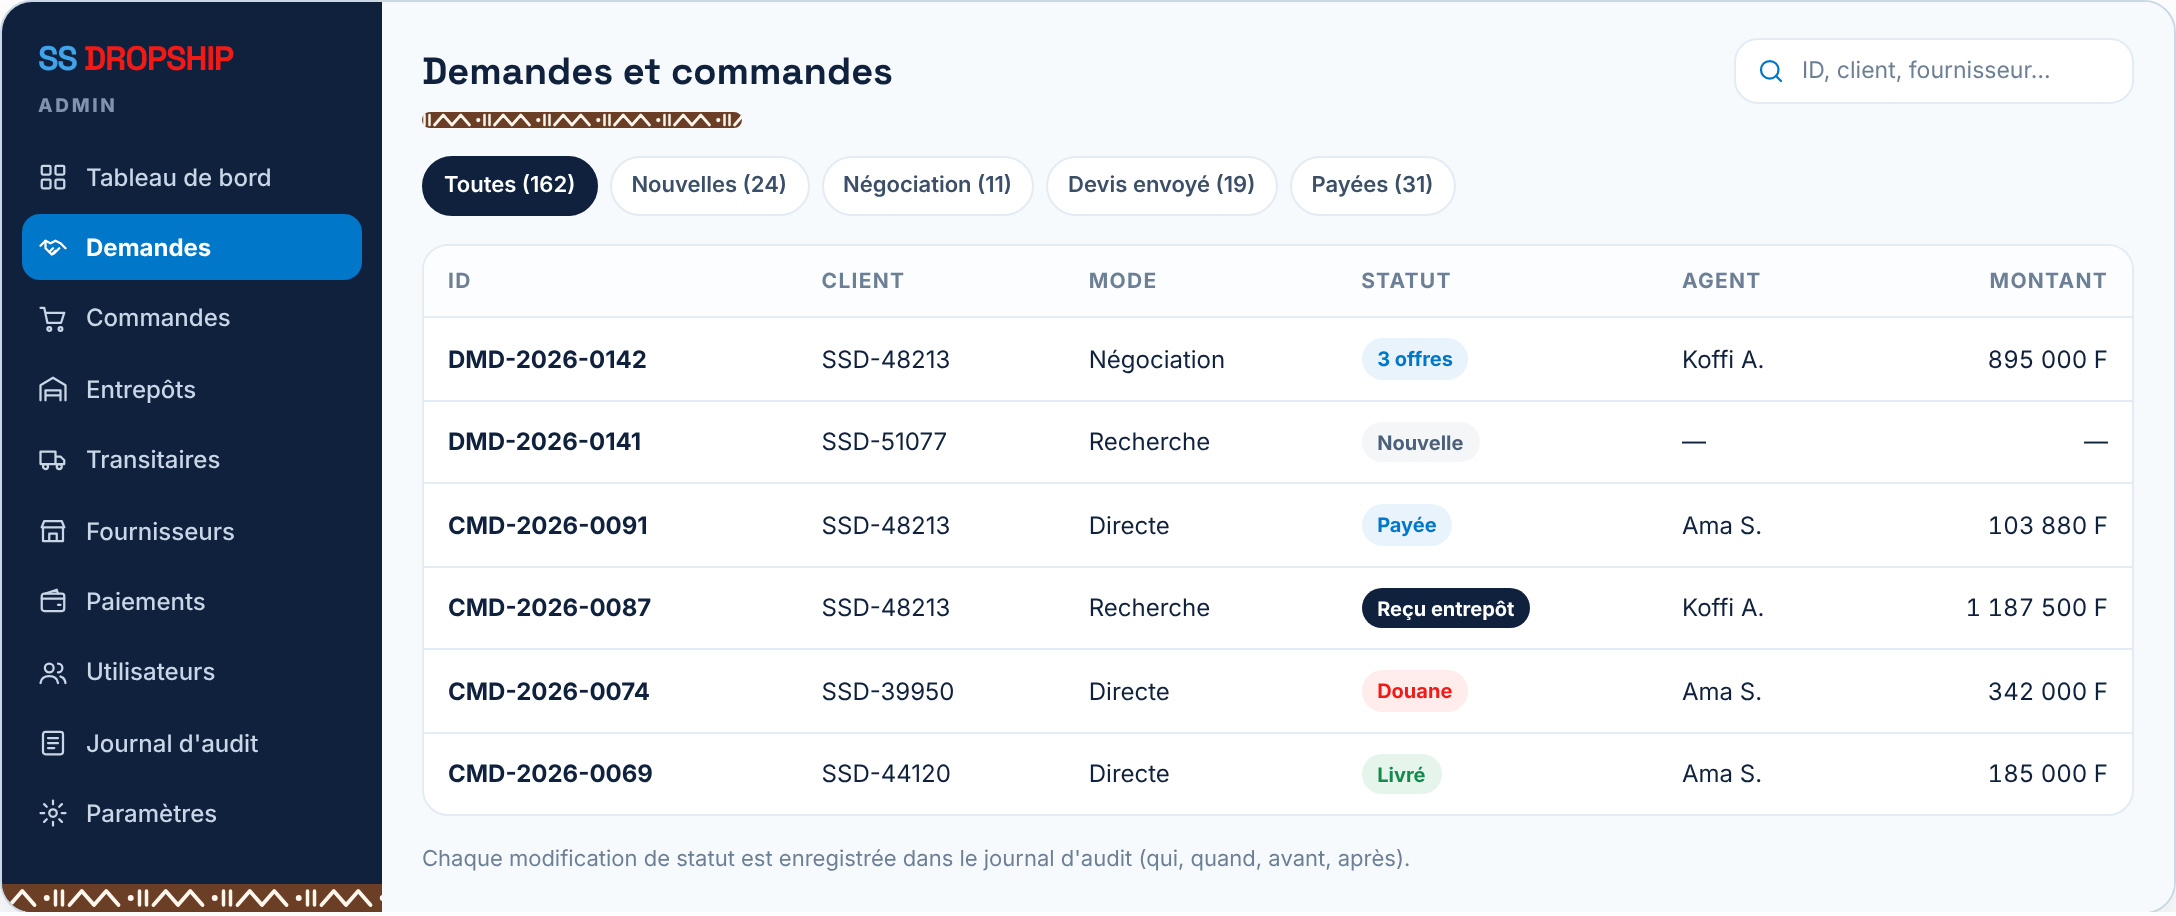 SS DROPSHIP
ADMIN
Tableau de bord
Demandes
Commandes
Entrepôts
Transitaires
Fournisseurs
Paiements
Utilisateurs
Journal d'audit
Paramètres
Demandes et commandes
ID, client, fournisseur...
Toutes (162) Nouvelles (24) Négociation (11) Devis envoyé (19) Payées (31)
ID CLIENT MODE STATUT AGENT MONTANT
DMD-2026-0142 SSD-48213 Négociation 3 offres Koffi A. 895 000 F
DMD-2026-0141 SSD-51077 Recherche Nouvelle — —
CMD-2026-0091 SSD-48213 Directe Payée Ama S. 103 880 F
CMD-2026-0087 SSD-48213 Recherche Reçu entrepôt Koffi A. 1 187 500 F
CMD-2026-0074 SSD-39950 Directe Douane Ama S. 342 000 F
CMD-2026-0069 SSD-44120 Directe Livré Ama S. 185 000 F
Chaque modification de statut est enregistrée dans le journal d'audit (qui, quand, avant, après).